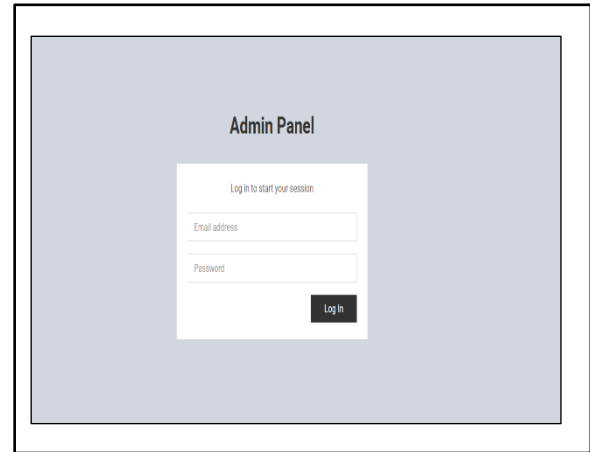 Admin Panel
Log in to start your session
Email address
Password
Log In